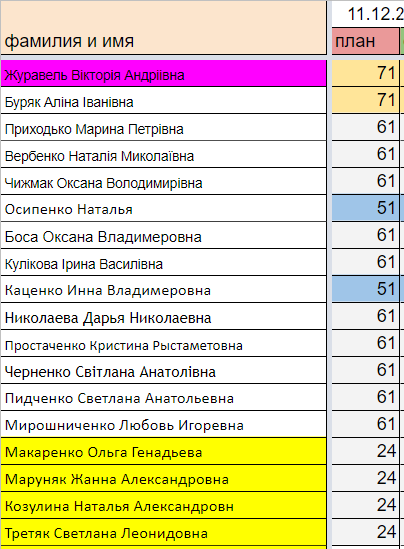 11.12.2
фамилия и имя план
Журавель Вікторія Андріївна 71
Буряк Аліна Іванівна 71
Приходько Марина Петрівна 61
Вербенко Наталія Миколаївна 61
Чижмак Оксана Володимирівна 61
Осипенко Наталья 51
Боса Оксана Владимеровна 61
Кулікова Ірина Василівна 61
Каценко Инна Владимеровна 51
Николаева Дарья Николаевна 61
Простаченко Кристина Рыстаметовна 61
Черненко Світлана Анатолівна 61
Пидченко Светлана Анатольевна 61
Мирошниченко Любовь Игоревна 61
Макаренко Ольга Генадьева 24
Маруняк Жанна Александровна 24
Козулина Наталья Александровн 24
Третяк Светлана Леонидовна 24